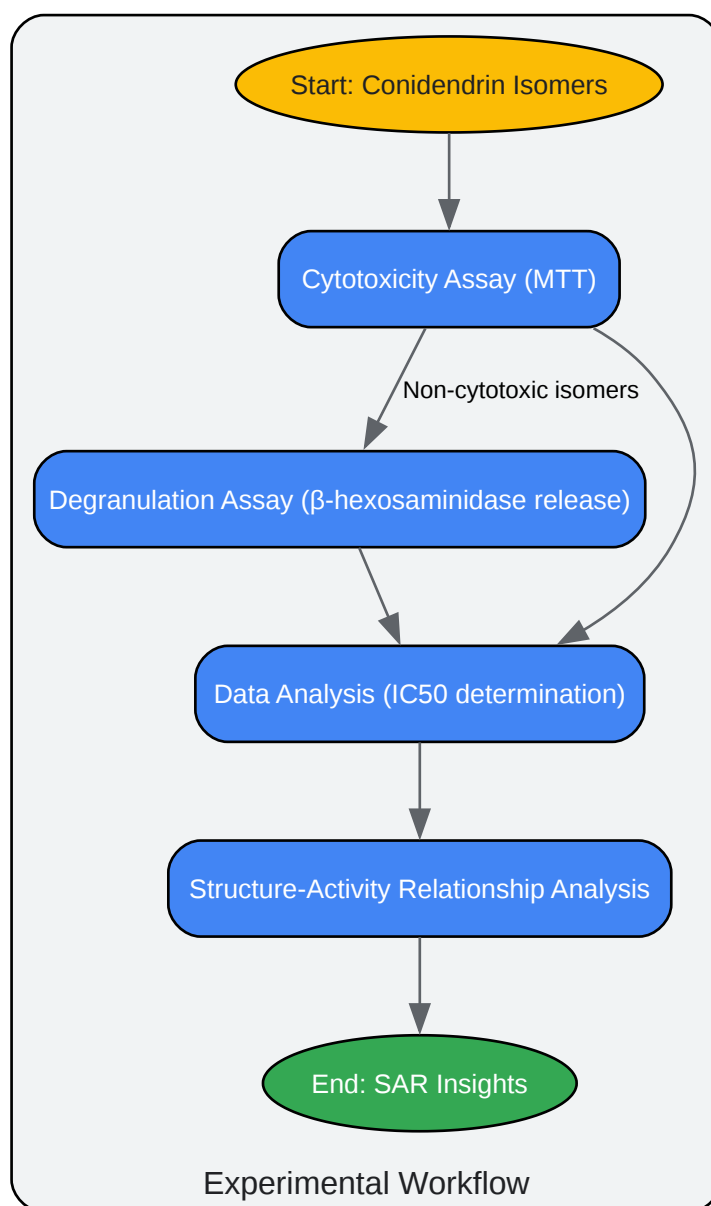 Start: Conidendrin Isomers
Cytotoxicity Assay (MTT)
Non-cytotoxic isomers
Degranulation Assay (β-hexosaminidase release)
Data Analysis (IC50 determination)
Structure-Activity Relationship Analysis
End: SAR Insights
Experimental Workflow